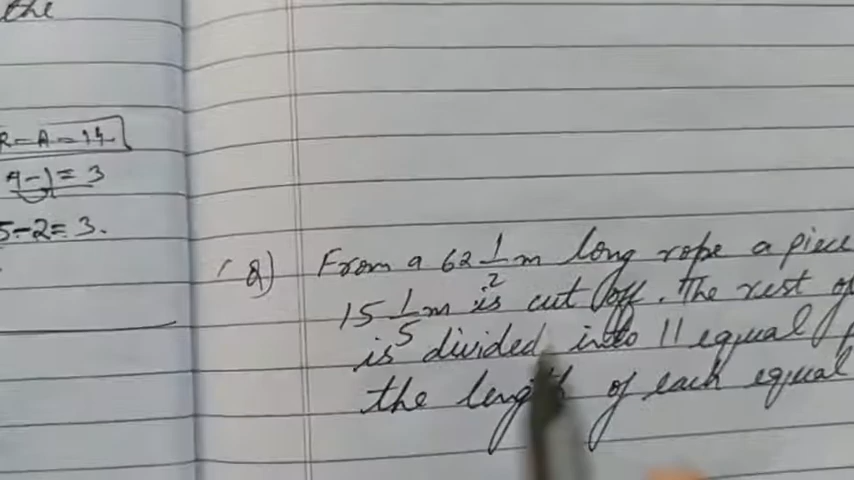 the
R-A-14
9-1=3
5-2=3.
Q) From a 62 1/2 m long rope a piece
15 1/5 m is cut off. The rest of
is divided into 11 equal
the length of each equal